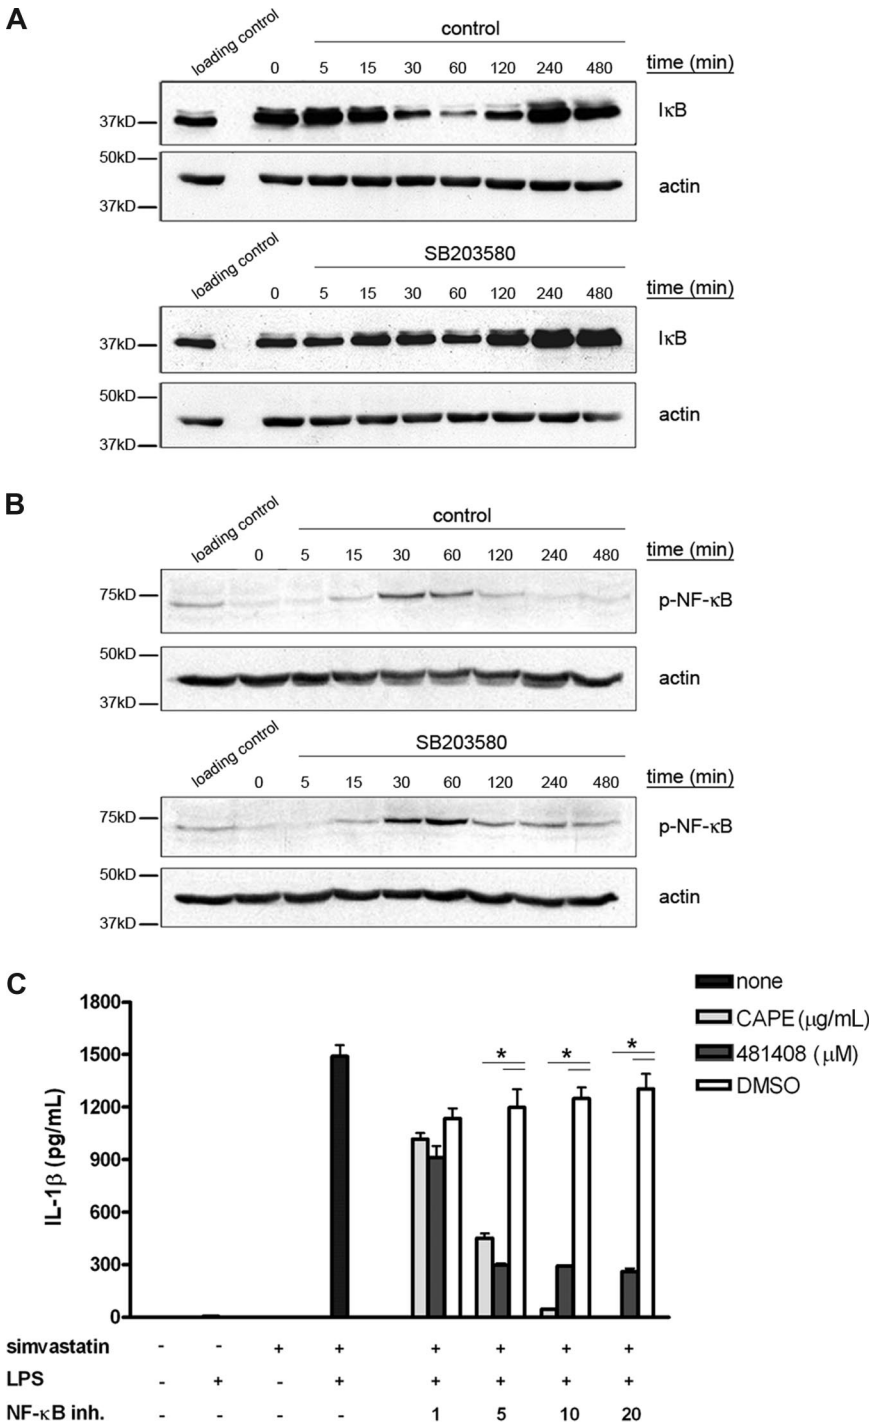 A
loading control
control
0 5 15 30 60 120 240 480 time (min)
37kD
IκB
50kD
37kD
actin
loading control
SB203580
0 5 15 30 60 120 240 480 time (min)
37kD
IκB
50kD
37kD
actin
B
loading control
control
0 5 15 30 60 120 240 480 time (min)
75kD
p-NF-κB
50kD
37kD
actin
loading control
SB203580
0 5 15 30 60 120 240 480 time (min)
75kD
p-NF-κB
50kD
37kD
actin
C
IL-1β (pg/mL)
1800
1500
1200
900
600
300
0
* * *
none
CAPE (μg/mL)
481408 (μM)
DMSO
simvastatin - - + + + + + +
LPS - + - + + + + +
NF-κB inh. - - - - 1 5 10 20